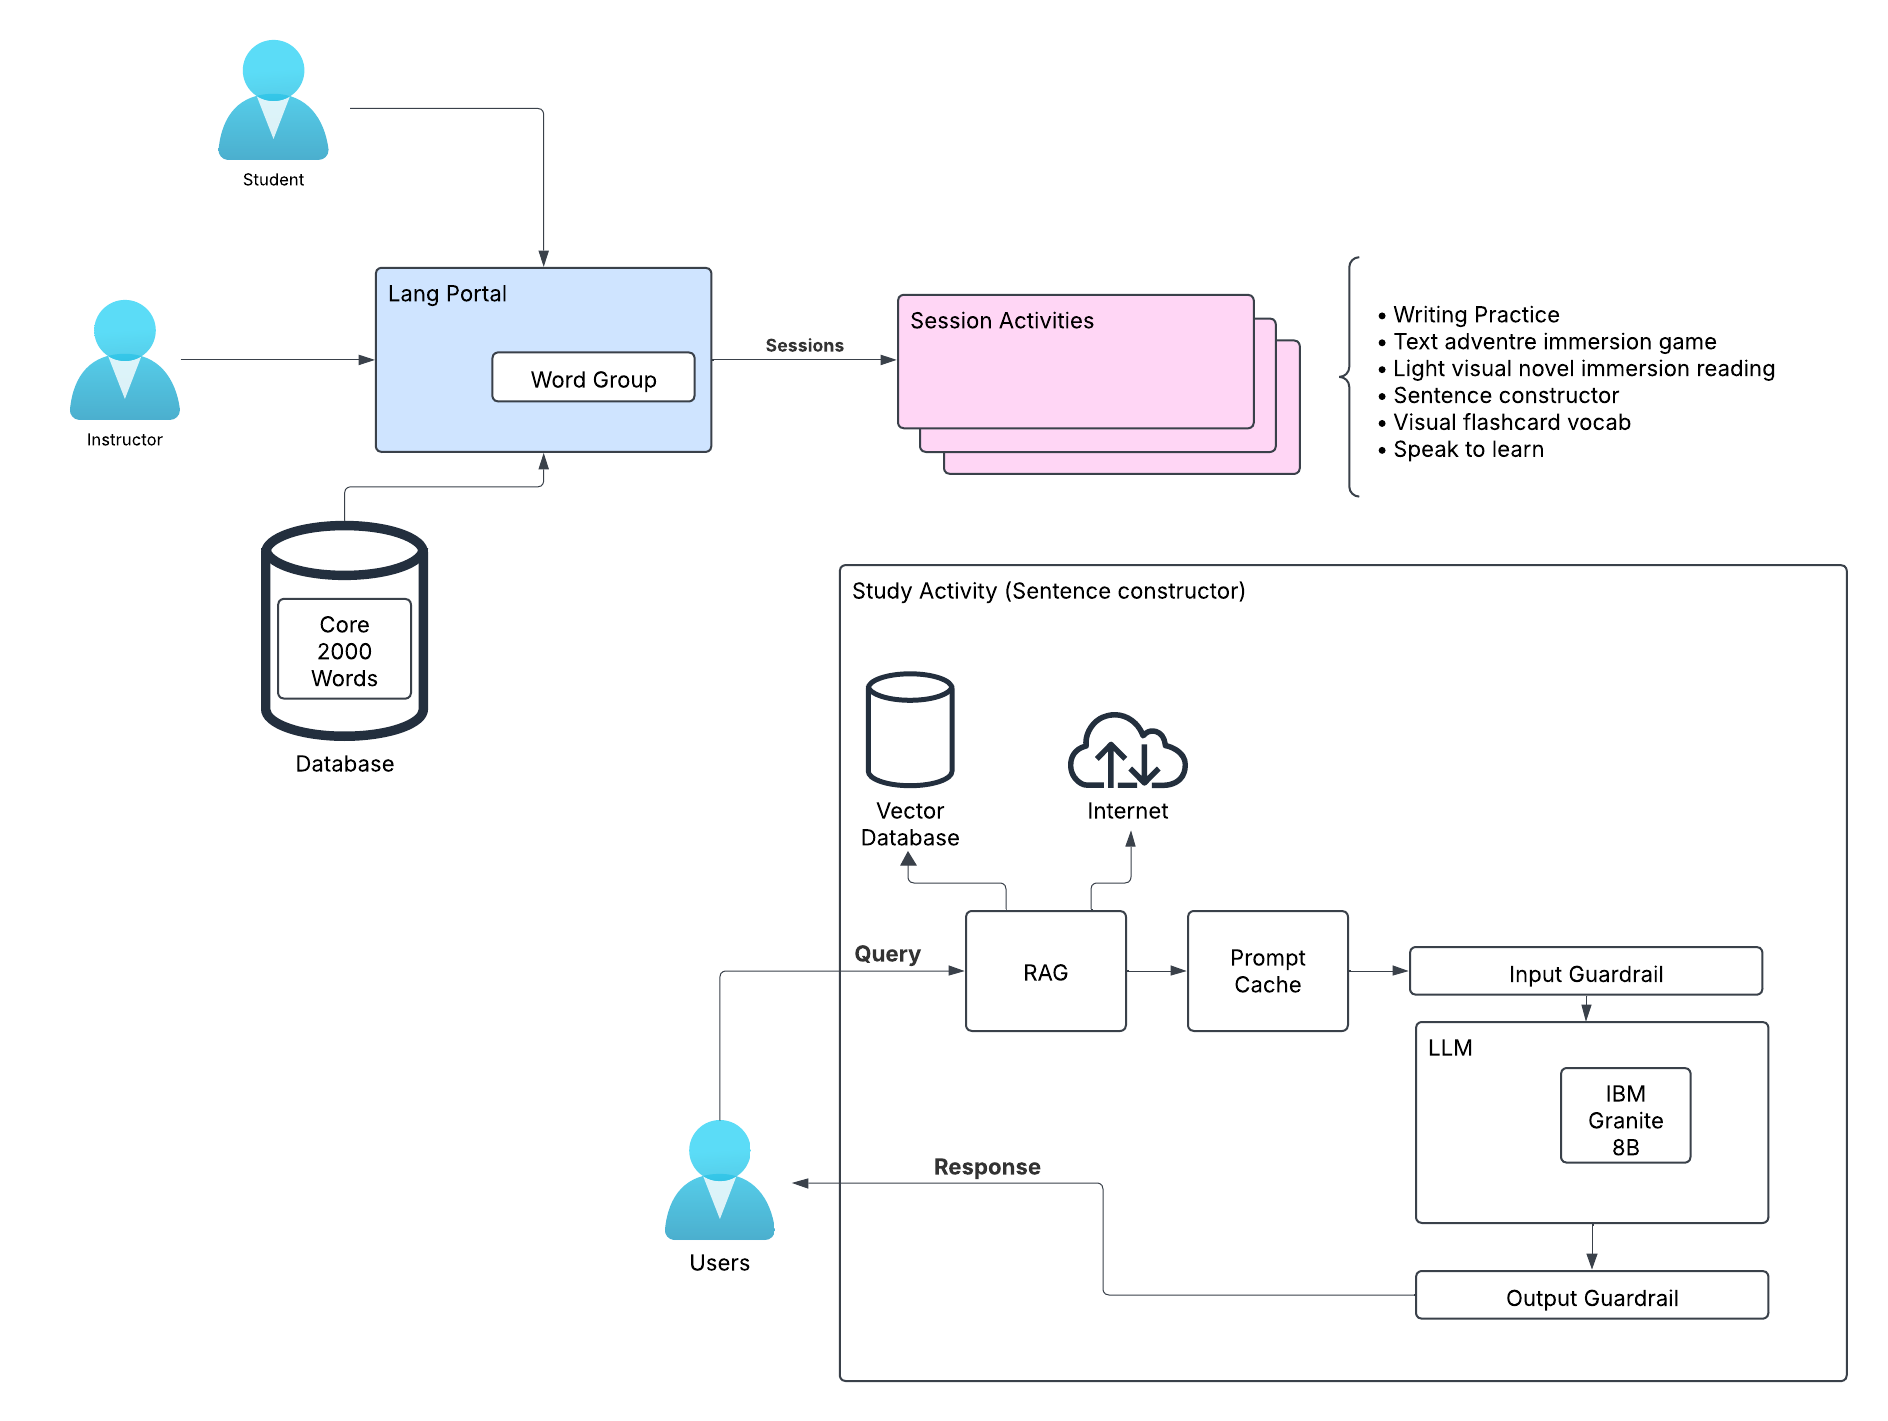 Student
Lang Portal
Word Group
Instructor
Sessions
Session Activities
• Writing Practice
• Text adventre immersion game
• Light visual novel immersion reading
• Sentence constructor
• Visual flashcard vocab
• Speak to learn
Core
2000
Words
Database
Study Activity (Sentence constructor)
Vector
Database
Internet
Query
RAG
Prompt
Cache
Input Guardrail
LLM
IBM
Granite
8B
Response
Users
Output Guardrail